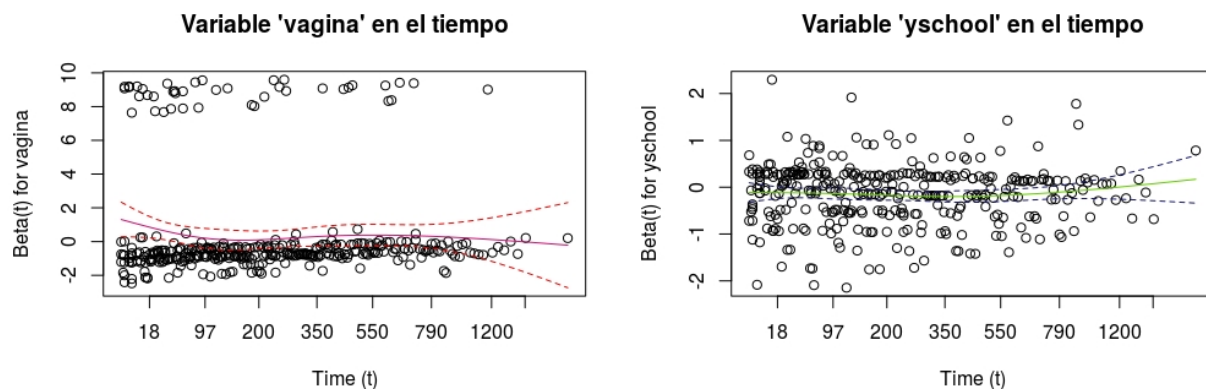 Variable 'vagina' en el tiempo
Beta(t) for vagina
10
8
6
4
2
0
-2
18 97 200 350 550 790 1200
Time (t)
Variable 'yschool' en el tiempo
Beta(t) for yschool
2
1
0
-1
-2
18 97 200 350 550 790 1200
Time (t)